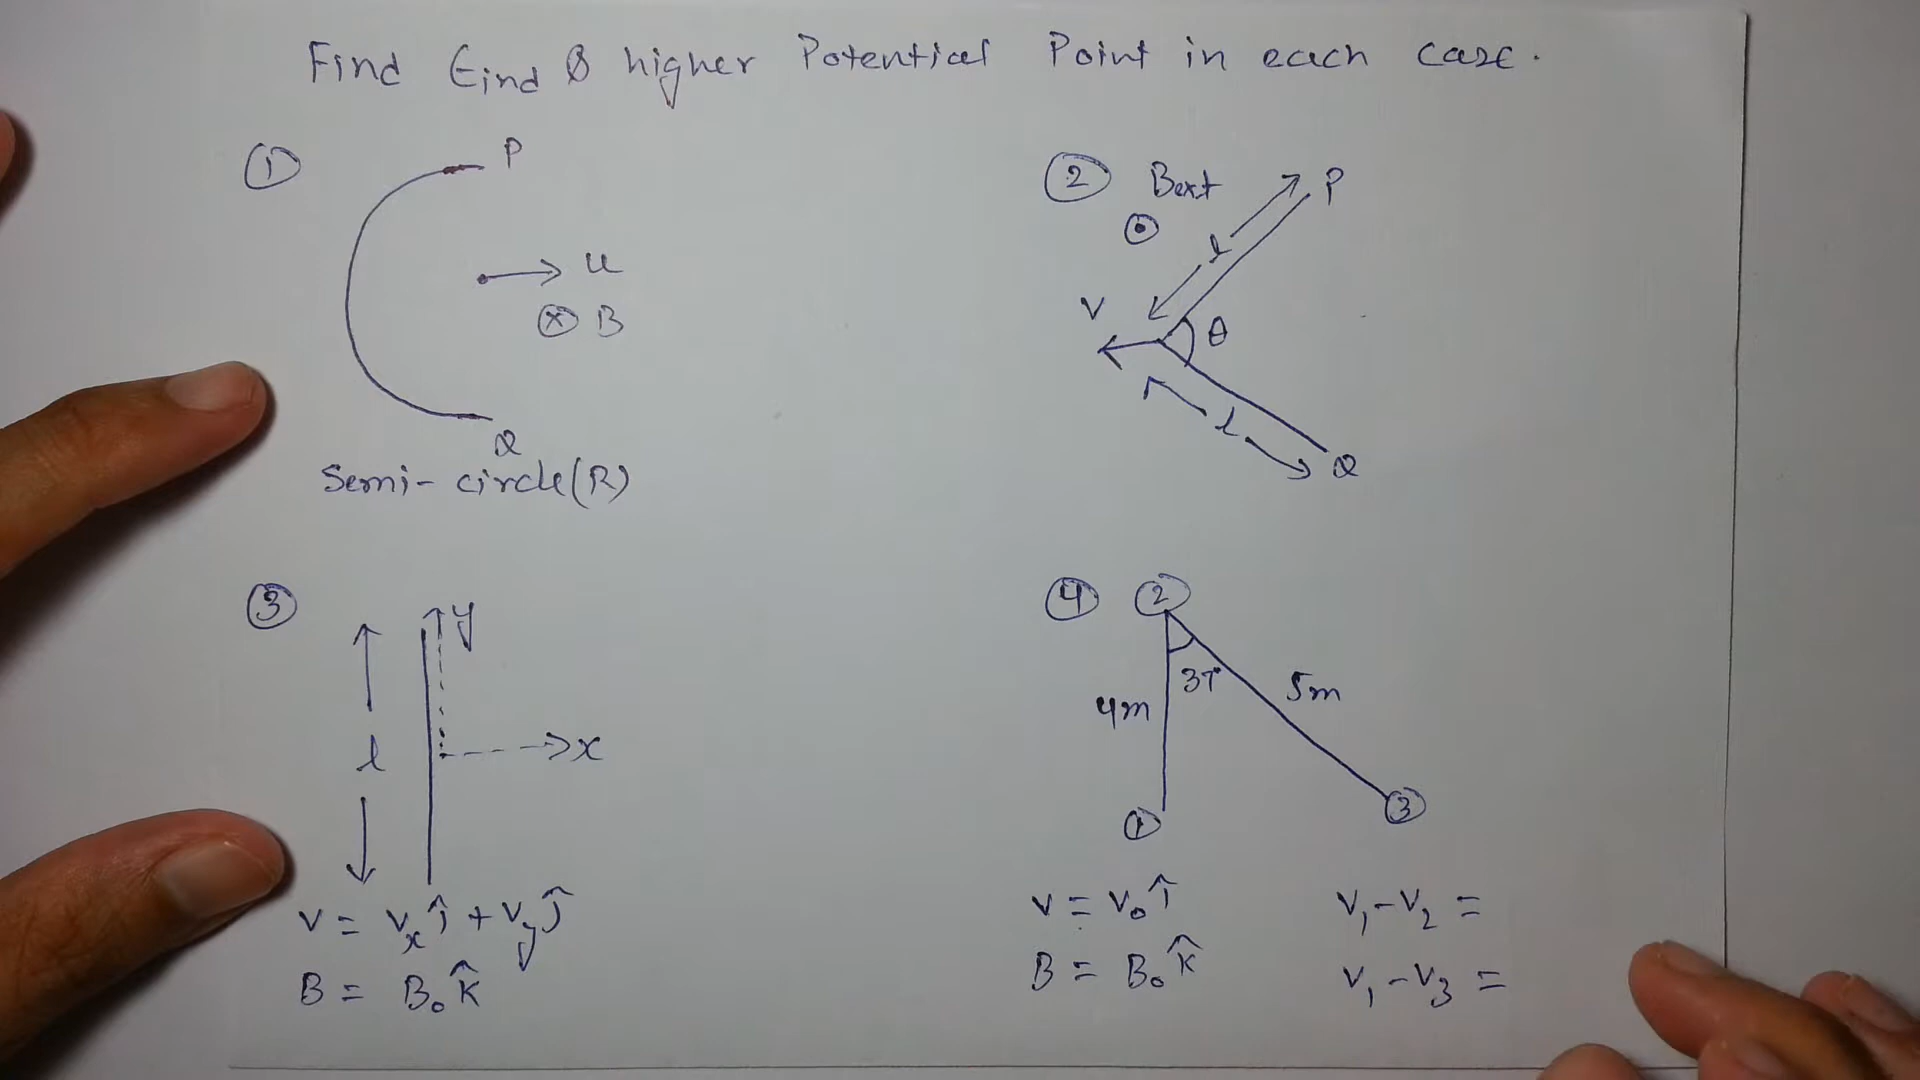 Find Eind & higher Potential Point in each case.
①
P
u
⊗ B
Q
Semi-circle(R)
② Bext
⊙
P
l
V
θ
l
Q
③
y
l
x
V = Vx î + Vy ĵ
B = B₀ k̂
④ ②
37°
5m
4m
①
③
V = V₀ î
B = B₀ k̂
V₁-V₂ =
V₁-V₃ =